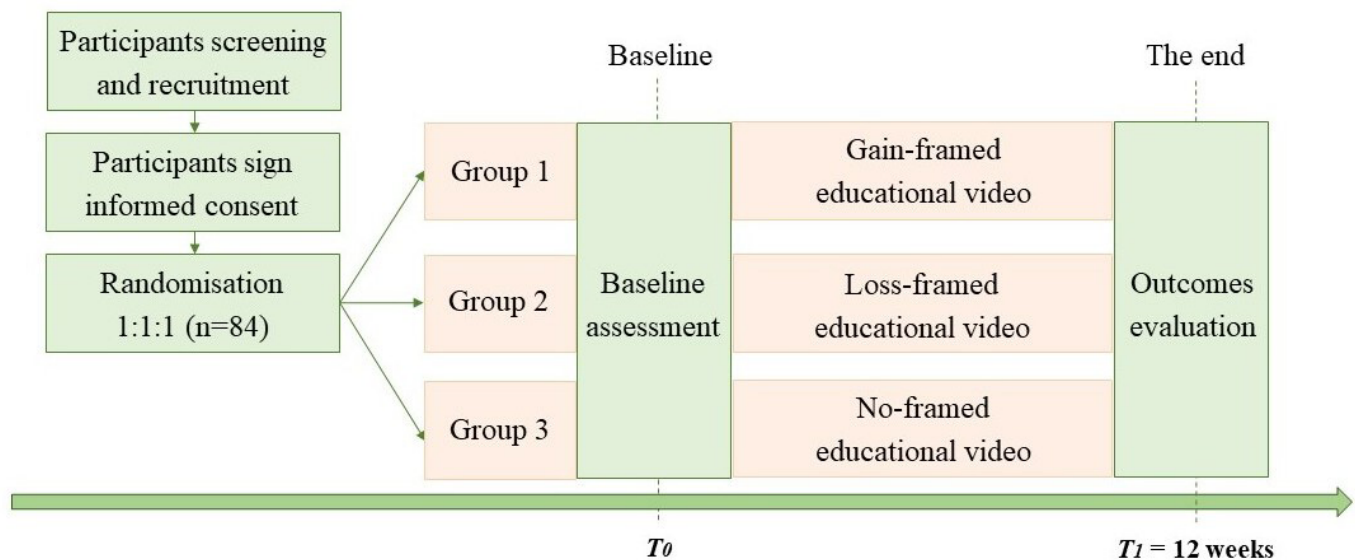 Participants screening
and recruitment
Participants sign
informed consent
Randomisation
1:1:1 (n=84)
Group 1
Group 2
Group 3
Baseline
Baseline
assessment
Gain-framed
educational video
Loss-framed
educational video
No-framed
educational video
The end
Outcomes
evaluation
T0
T1 = 12 weeks